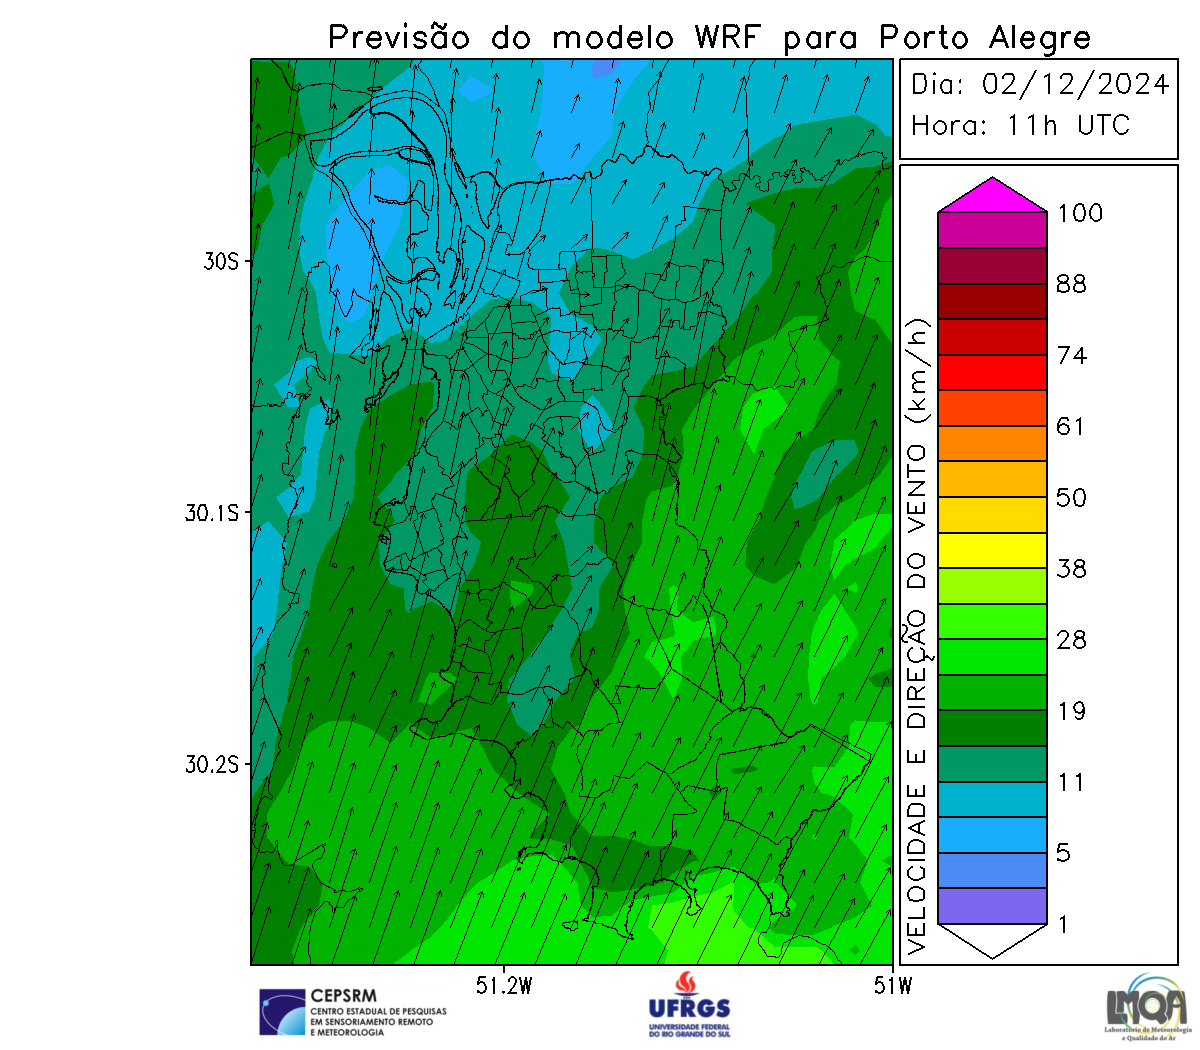 Previsão do modelo WRF para Porto Alegre
Dia: 02/12/2024
Hora: 11h UTC
30S
30.1S
30.2S
51.2W
51W
VELOCIDADE E DIREÇÃO DO VENTO (km/h)
100
88
74
61
50
38
28
19
11
5
1
CEPSRM
CENTRO ESTADUAL DE PESQUISAS
EM SENSORIAMENTO REMOTO
E METEOROLOGIA
UFRGS
UNIVERSIDADE FEDERAL
DO RIO GRANDE DO SUL
LMQA
Laboratório de Meteorologia
e Qualidade do Ar